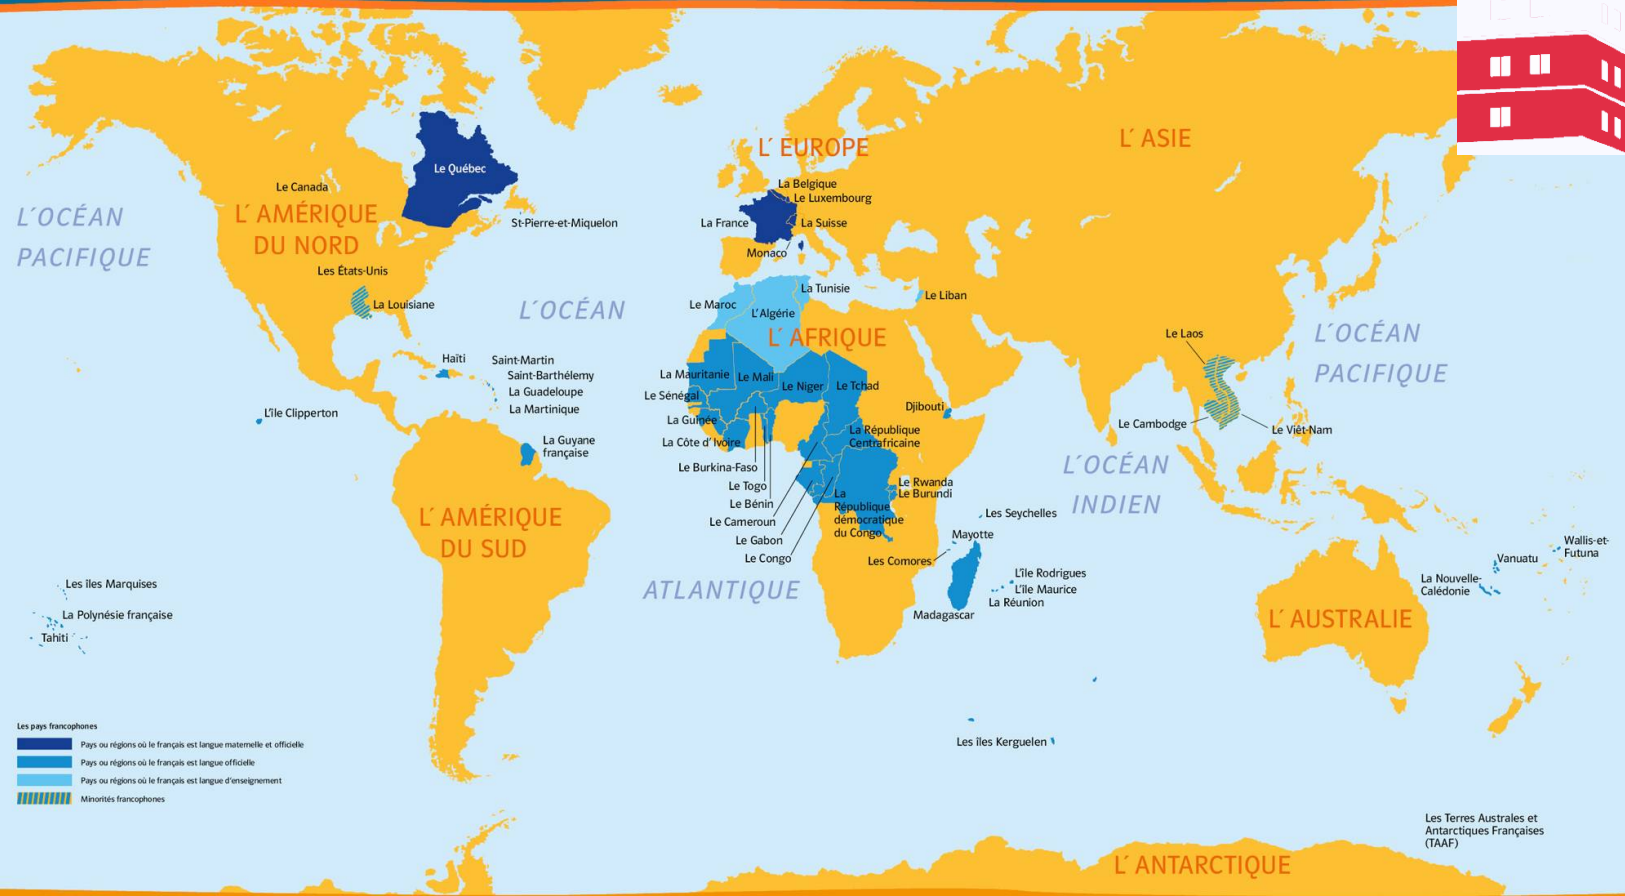 L´ EUROPE
L´ ASIE
Le Québec
Le Canada
La Belgique
Le Luxembourg
L´OCÉAN
PACIFIQUE
L´ AMÉRIQUE
DU NORD
St-Pierre-et-Miquelon
La France
La Suisse
Monaco
Les États-Unis
La Louisiane
L´OCÉAN
La Tunisie
Le Maroc
L'Algérie
Le Liban
L´ AFRIQUE
Le Laos
L´OCÉAN
PACIFIQUE
Haïti
Saint-Martin
Saint-Barthélemy
La Guadeloupe
La Martinique
La Mauritanie
Le Mali
Le Niger
Le Tchad
Le Sénégal
Djibouti
L'île Clipperton
La Guinée
La Côte d'Ivoire
La République
Centrafricaine
Le Cambodge
Le Viêt-Nam
La Guyane
française
Le Burkina-Faso
Le Togo
Le Bénin
Le Cameroun
Le Gabon
Le Congo
La
République
démocratique
du Congo
Le Rwanda
Le Burundi
L´OCÉAN
INDIEN
L´ AMÉRIQUE
DU SUD
Les Seychelles
Mayotte
Les Comores
Wallis-et-
Futuna
Vanuatu
La Nouvelle-
Calédonie
L'île Rodrigues
L'île Maurice
La Réunion
Madagascar
ATLANTIQUE
Les îles Marquises
La Polynésie française
Tahiti
L´ AUSTRALIE
Les îles Kerguelen
Les pays francophones
Pays ou régions où le français est langue maternelle et officielle
Pays ou régions où le français est langue officielle
Pays ou régions où le français est langue d'enseignement
Minorités francophones
Les Terres Australes et
Antarctiques Françaises
(TAAF)
L´ ANTARCTIQUE